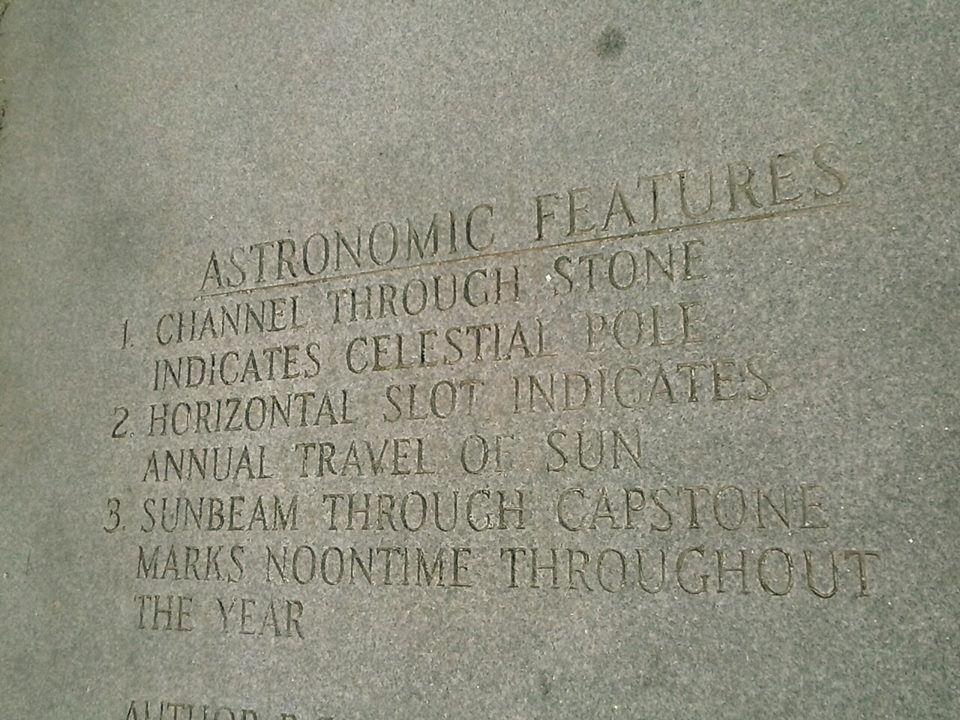 ASTRONOMIC FEATURES
1. CHANNEL THROUGH STONE
INDICATES CELESTIAL POLE
2. HORIZONTAL SLOT INDICATES
ANNUAL TRAVEL OF SUN
3. SUNBEAM THROUGH CAPSTONE
MARKS NOONTIME THROUGHOUT
THE YEAR
AUTHOR